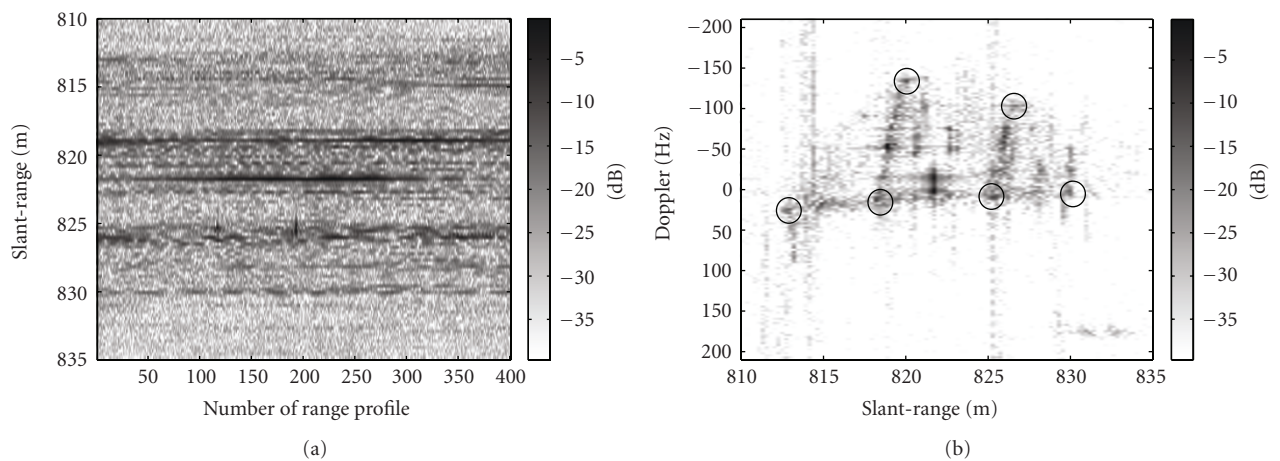 810
815
820
825
830
835
Slant-range (m)
50 100 150 200 250 300 350 400
Number of range profile
−5
−10
−15
−20
−25
−30
−35
(dB)
(a)
−200
−150
−100
−50
0
50
100
150
200
Doppler (Hz)
810 815 820 825 830 835
Slant-range (m)
−5
−10
−15
−20
−25
−30
−35
(dB)
(b)